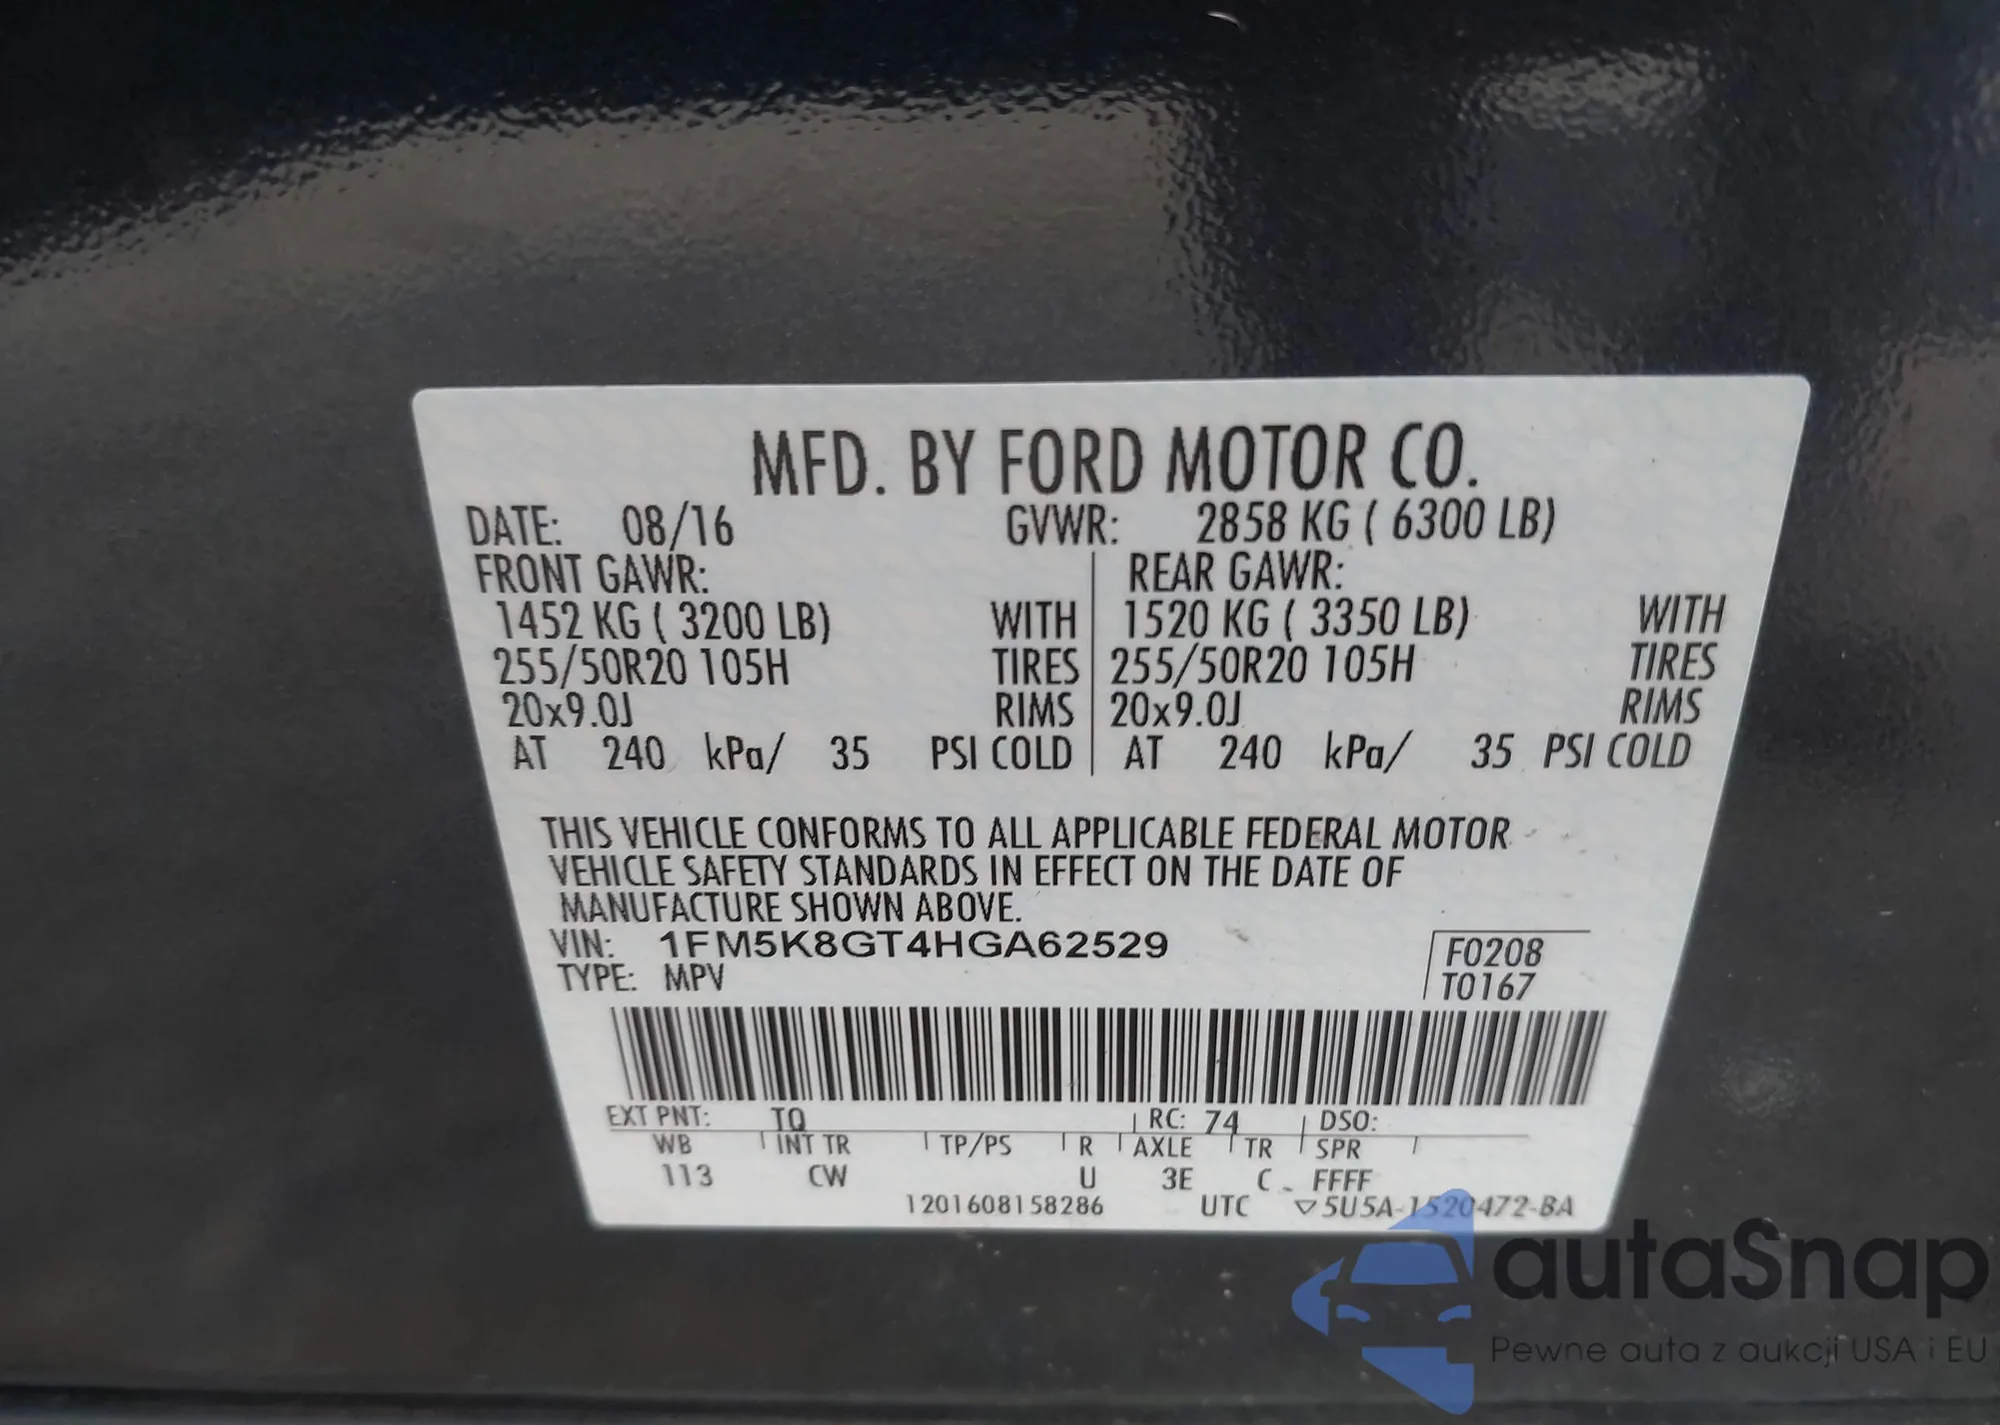 MFD. BY FORD MOTOR CO.
DATE: 08/16 GVWR: 2858 KG ( 6300 LB)
FRONT GAWR: REAR GAWR:
1452 KG ( 3200 LB) WITH 1520 KG ( 3350 LB) WITH
255/50R20 105H TIRES 255/50R20 105H TIRES
20x9.0J RIMS 20x9.0J RIMS
AT 240 kPa/ 35 PSI COLD AT 240 kPa/ 35 PSI COLD
THIS VEHICLE CONFORMS TO ALL APPLICABLE FEDERAL MOTOR
VEHICLE SAFETY STANDARDS IN EFFECT ON THE DATE OF
MANUFACTURE SHOWN ABOVE.
VIN: 1FM5K8GT4HGA62529 F0208
TYPE: MPV T0167
EXT PNT: TQ RC: 74 DSO:
WB INT TR TP/PS R AXLE TR SPR
113 CW U 3E C FFFF
1201608158286 UTC ▽5U5A-1520472-BA
autaSnap
Pewne auta z aukcji USA i EU